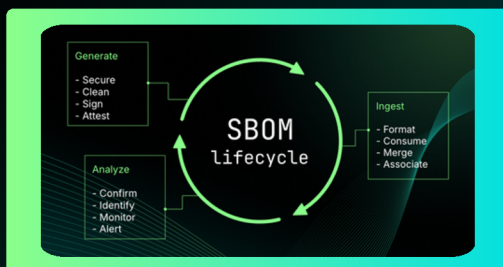 Generate
- Secure
- Clean
- Sign
- Attest
SBOM
lifecycle
Ingest
- Format
- Consume
- Merge
- Associate
Analyze
- Confirm
- Identify
- Monitor
- Alert